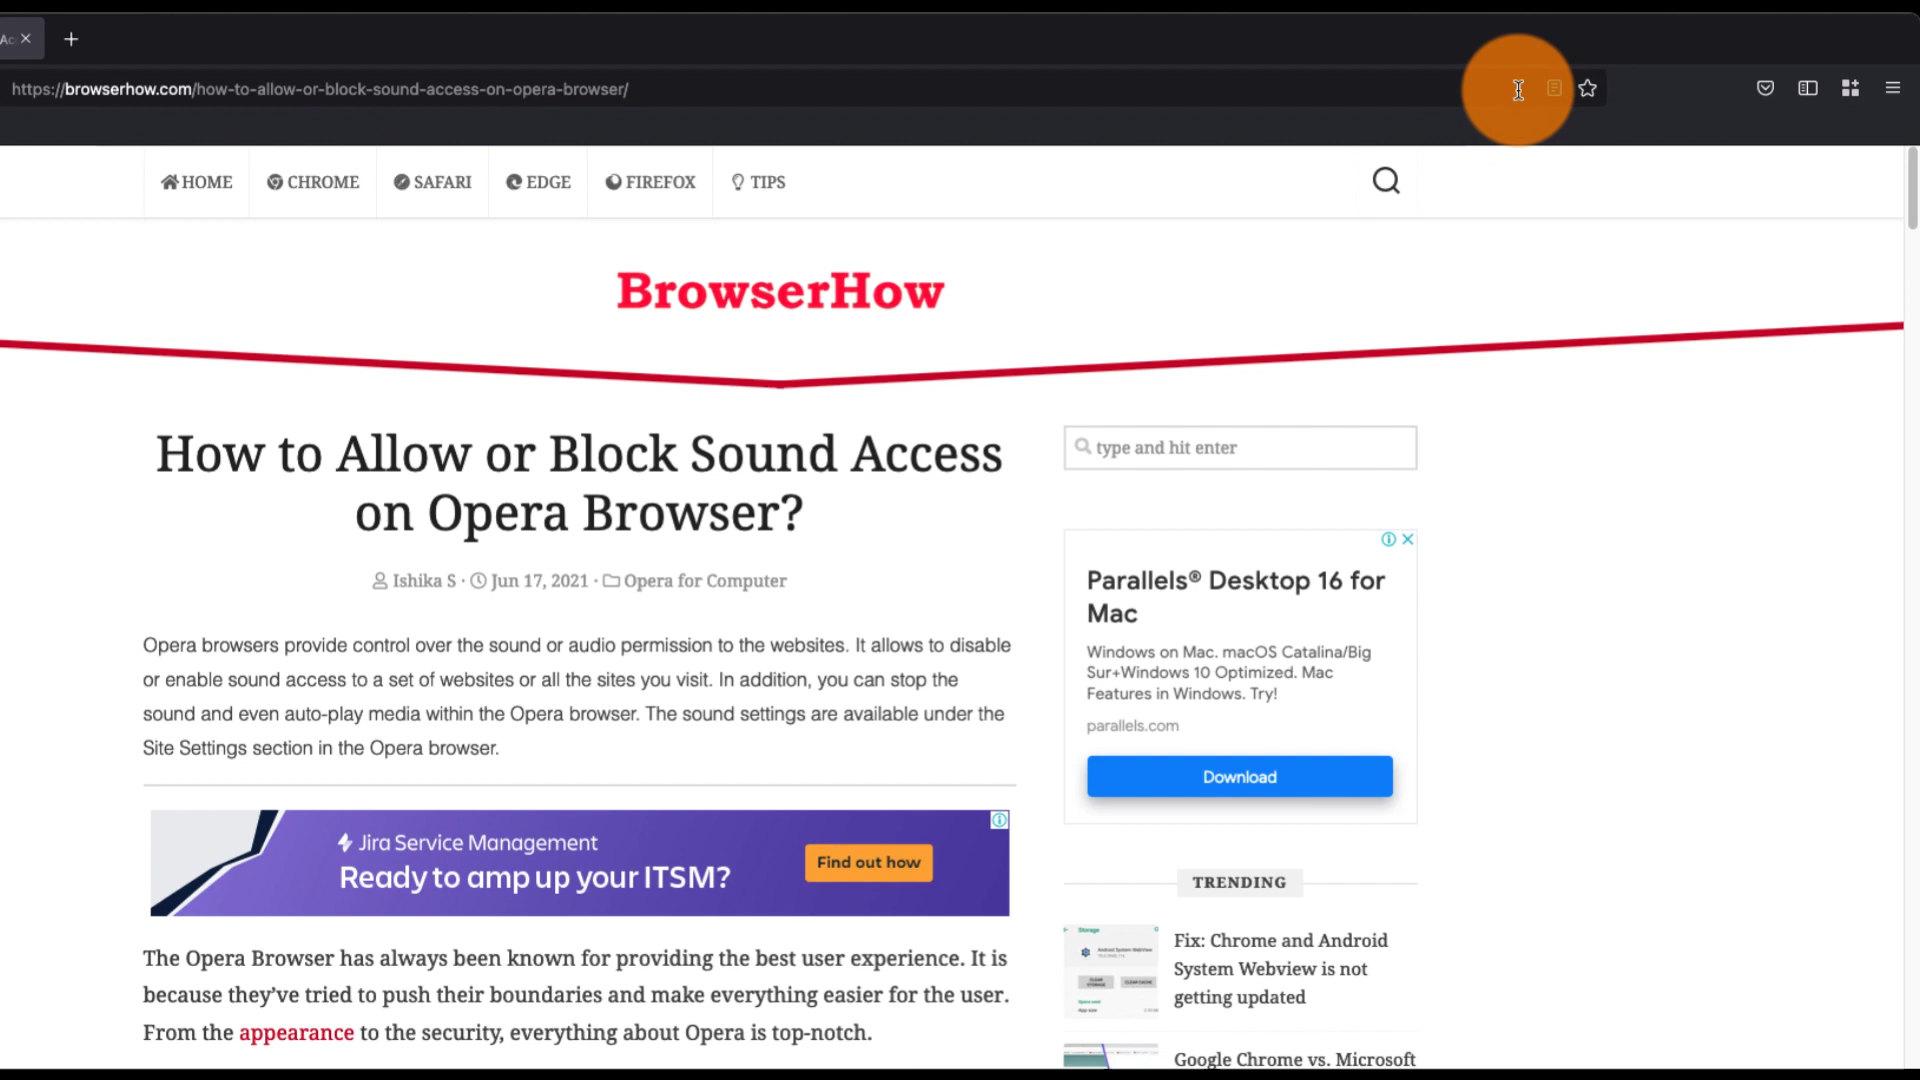 Ac
https://browserhow.com/how-to-allow-or-block-sound-access-on-opera-browser/
HOME CHROME SAFARI EDGE FIREFOX TIPS
BrowserHow
How to Allow or Block Sound Access
on Opera Browser?
Ishika S · Jun 17, 2021 · Opera for Computer
Opera browsers provide control over the sound or audio permission to the websites. It allows to disable
or enable sound access to a set of websites or all the sites you visit. In addition, you can stop the
sound and even auto-play media within the Opera browser. The sound settings are available under the
Site Settings section in the Opera browser.
Jira Service Management
Ready to amp up your ITSM?
Find out how
The Opera Browser has always been known for providing the best user experience. It is
because they've tried to push their boundaries and make everything easier for the user.
From the appearance to the security, everything about Opera is top-notch.
type and hit enter
Parallels® Desktop 16 for
Mac
Windows on Mac. macOS Catalina/Big
Sur+Windows 10 Optimized. Mac
Features in Windows. Try!
parallels.com
Download
TRENDING
Storage
Android System WebView
CLEAR STORAGE
CLEAR CACHE
Fix: Chrome and Android
System Webview is not
getting updated
Google Chrome vs. Microsoft